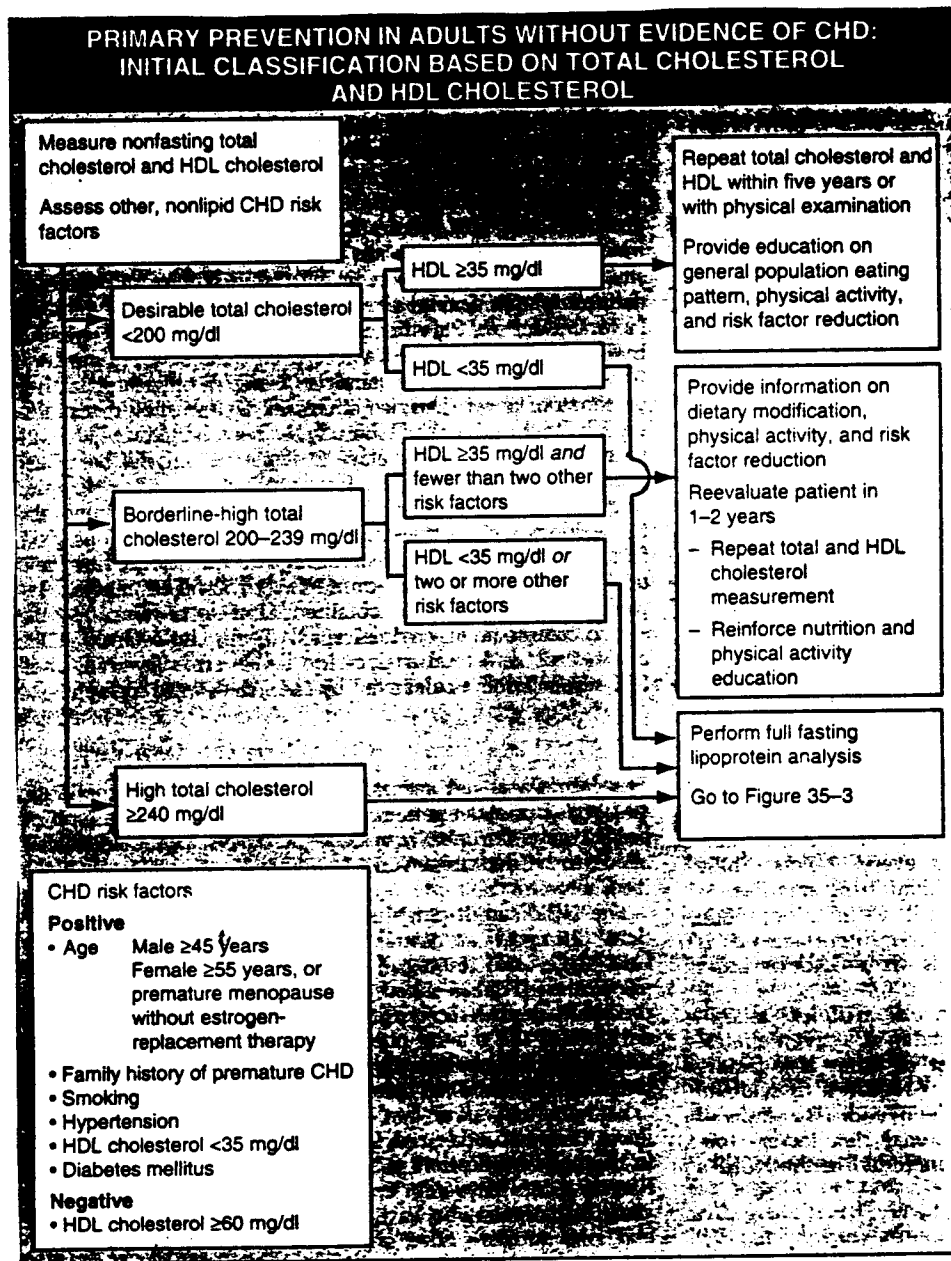 PRIMARY PREVENTION IN ADULTS WITHOUT EVIDENCE OF CHD:
INITIAL CLASSIFICATION BASED ON TOTAL CHOLESTEROL
AND HDL CHOLESTEROL
Measure nonfasting total
cholesterol and HDL cholesterol
Assess other, nonlipid CHD risk
factors
Desirable total cholesterol
<200 mg/dl
HDL ≥35 mg/dl
HDL <35 mg/dl
Repeat total cholesterol and
HDL within five years or
with physical examination
Provide education on
general population eating
pattern, physical activity,
and risk factor reduction
Borderline-high total
cholesterol 200–239 mg/dl
HDL ≥35 mg/dl and
fewer than two other
risk factors
HDL <35 mg/dl or
two or more other
risk factors
Provide information on
dietary modification,
physical activity, and risk
factor reduction
Reevaluate patient in
1–2 years
– Repeat total and HDL
cholesterol
measurement
– Reinforce nutrition and
physical activity
education
High total cholesterol
≥240 mg/dl
Perform full fasting
lipoprotein analysis
Go to Figure 35–3
CHD risk factors
Positive
• Age Male ≥45 years
Female ≥55 years, or
premature menopause
without estrogen-
replacement therapy
• Family history of premature CHD
• Smoking
• Hypertension
• HDL cholesterol <35 mg/dl
• Diabetes mellitus
Negative
• HDL cholesterol ≥60 mg/dl